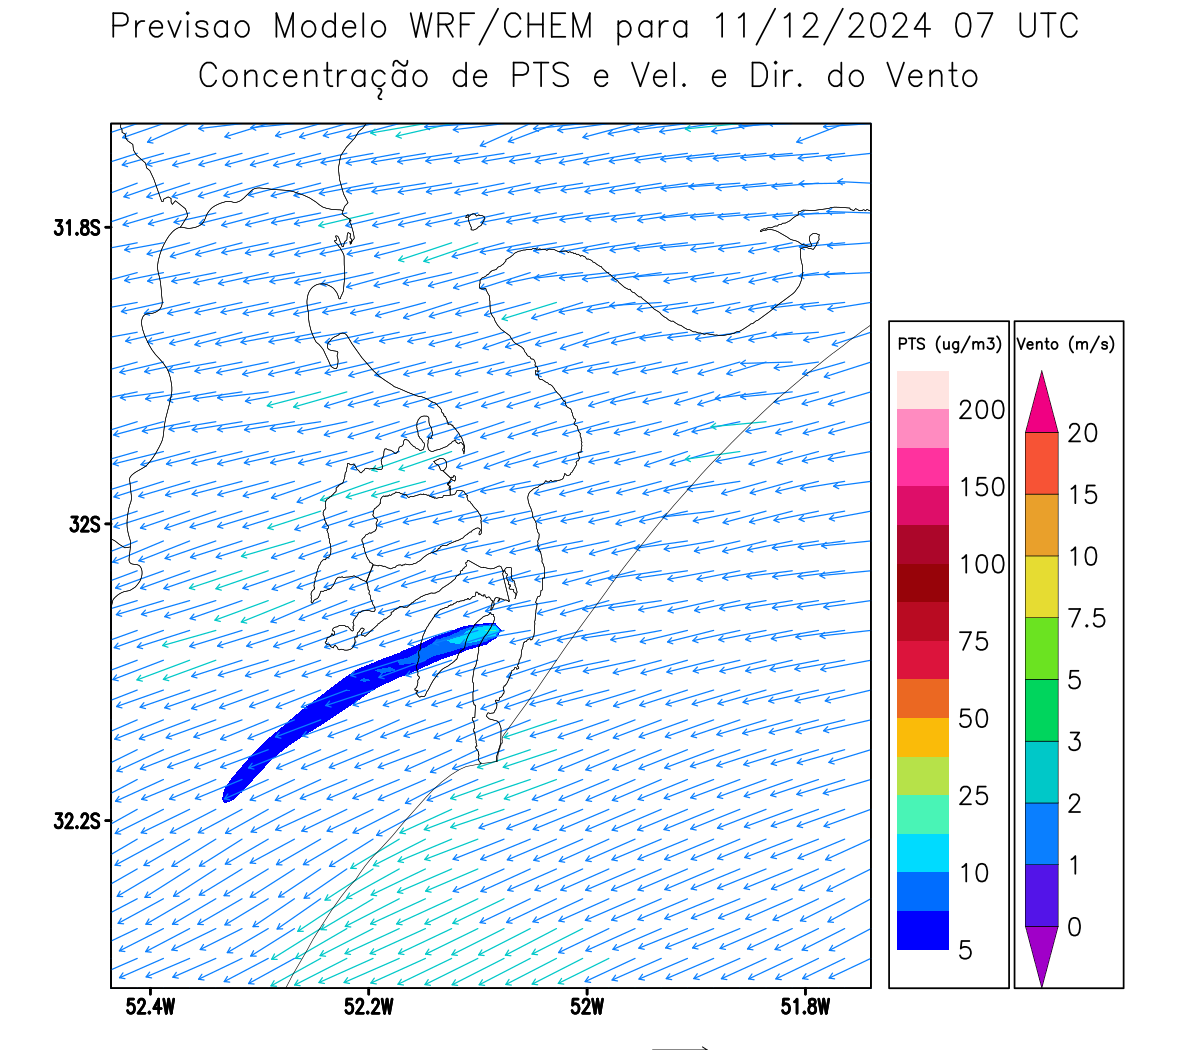 Previsao Modelo WRF/CHEM para 11/12/2024 07 UTC
Concentração de PTS e Vel. e Dir. do Vento
31.8S
32S
32.2S
52.4W
52.2W
52W
51.8W
PTS (ug/m3)
200
150
100
75
50
25
10
5
Vento (m/s)
20
15
10
7.5
5
3
2
1
0